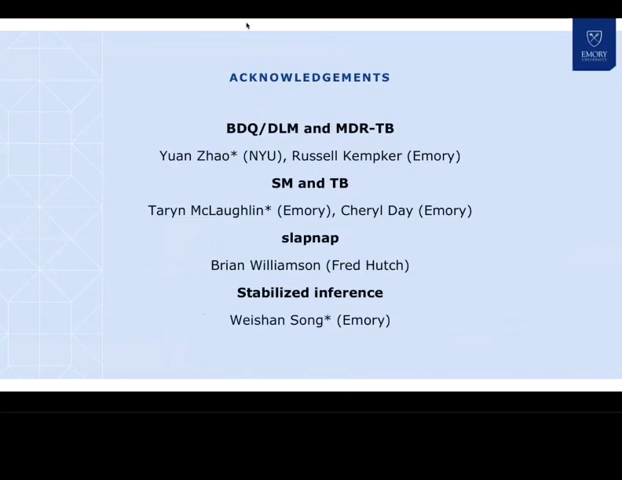 EMORY
UNIVERSITY
ACKNOWLEDGEMENTS
BDQ/DLM and MDR-TB
Yuan Zhao* (NYU), Russell Kempker (Emory)
SM and TB
Taryn McLaughlin* (Emory), Cheryl Day (Emory)
slapnap
Brian Williamson (Fred Hutch)
Stabilized inference
Weishan Song* (Emory)